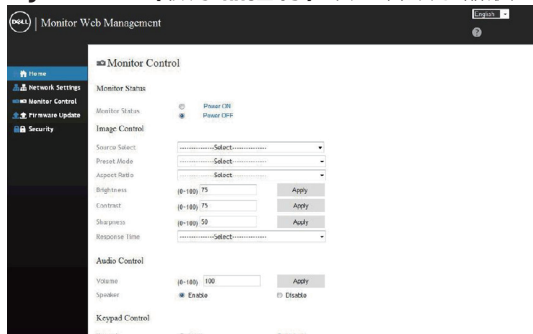 DELL Monitor Web Management
English
?
Home
Network Settings
Monitor Control
Firmware Update
Security
Monitor Control
Monitor Status
Monitor Status
Power ON
Power OFF
Image Control
Source Select ---------------Select---------------
Preset Mode ---------------Select---------------
Aspect Ratio ---------------Select---------------
Brightness (0~100) 75 Apply
Contrast (0~100) 75 Apply
Sharpness (0~100) 50 Apply
Response Time ---------------Select---------------
Audio Control
Volume (0~100) 100 Apply
Speaker Enable Disable
Keypad Control